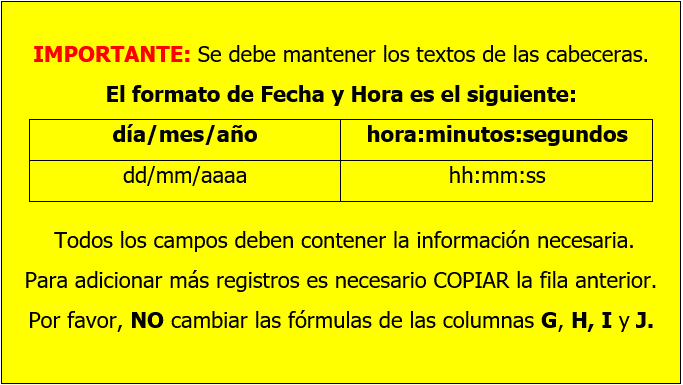 IMPORTANTE: Se debe mantener los textos de las cabeceras.
El formato de Fecha y Hora es el siguiente:
día/mes/año hora:minutos:segundos
dd/mm/aaaa hh:mm:ss
Todos los campos deben contener la información necesaria.
Para adicionar más registros es necesario COPIAR la fila anterior.
Por favor, NO cambiar las fórmulas de las columnas G, H, I y J.